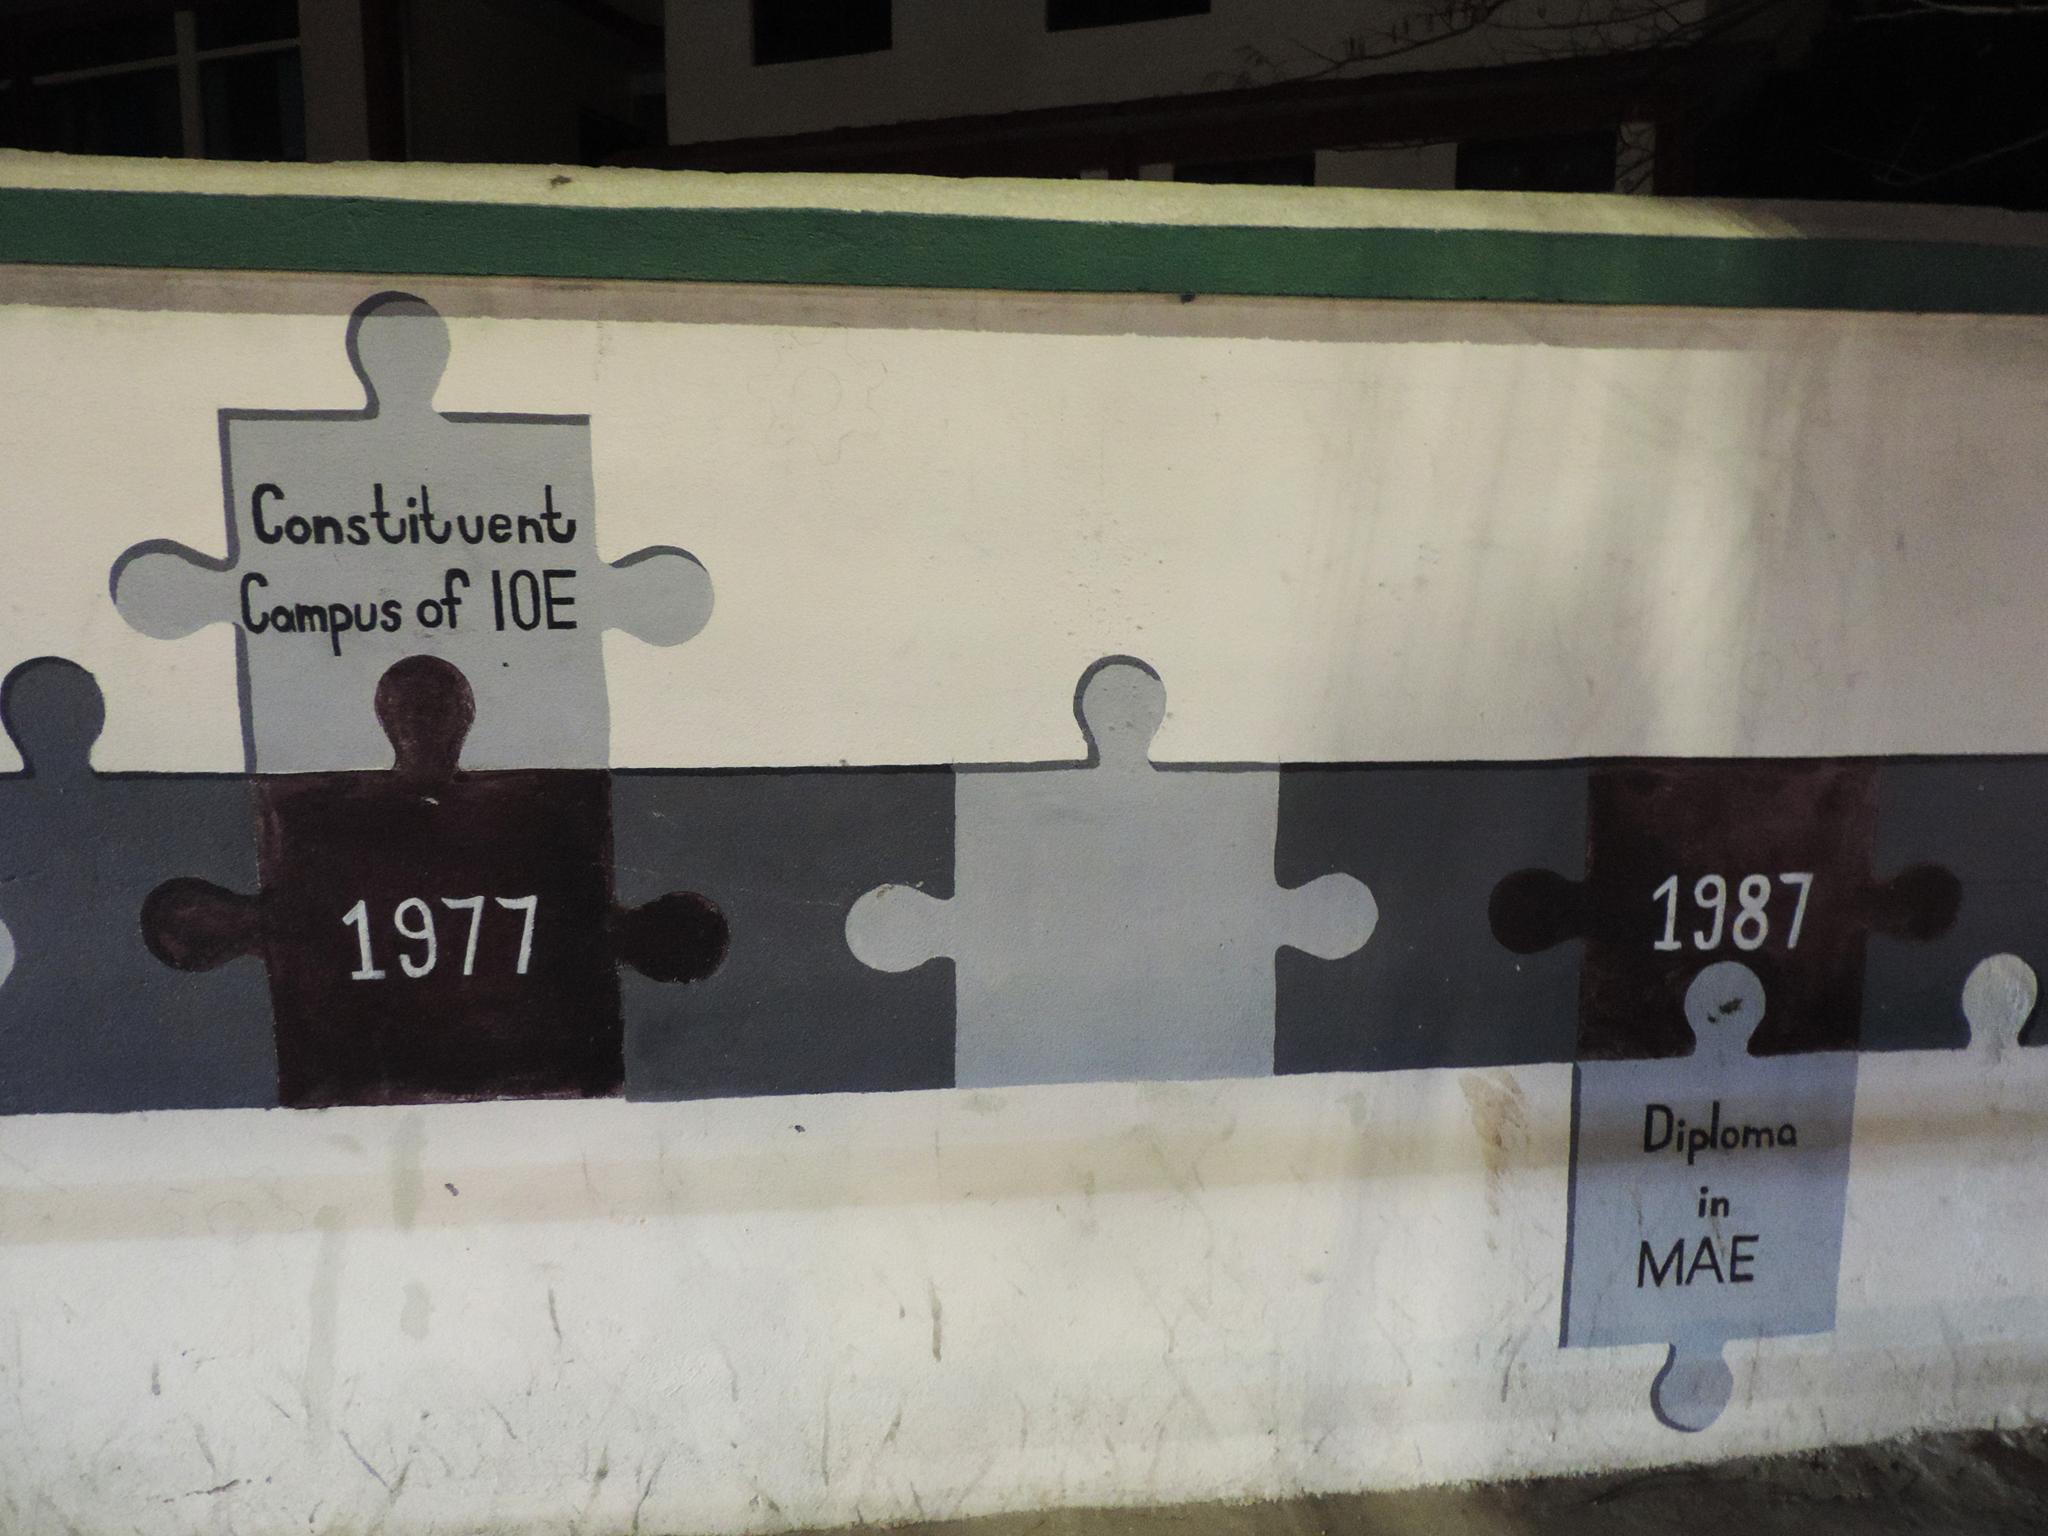 Constituent
Campus of IOE
1977
1987
Diploma
in
MAE